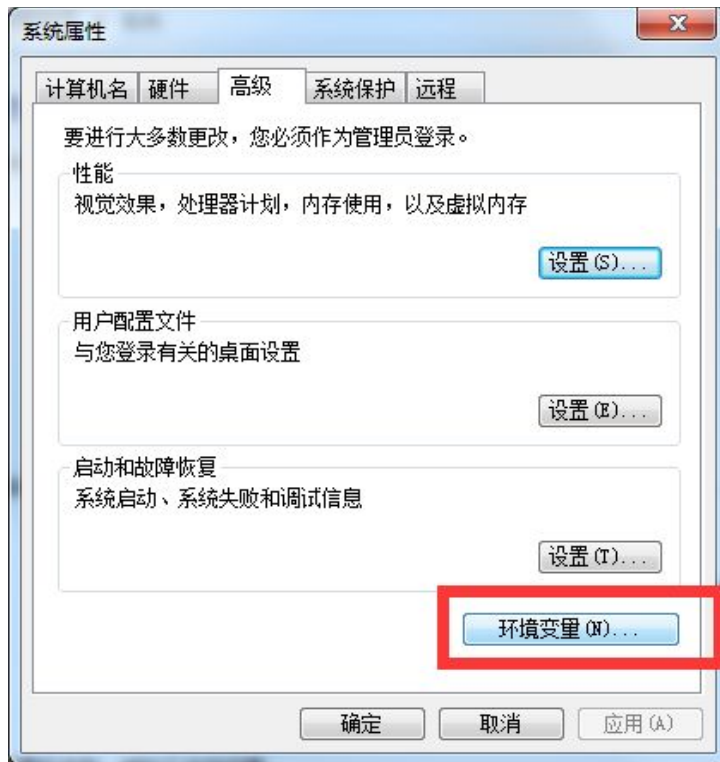 系统属性
计算机名 硬件 高级 系统保护 远程
要进行大多数更改，您必须作为管理员登录。
性能
视觉效果，处理器计划，内存使用，以及虚拟内存
设置(S)...
用户配置文件
与您登录有关的桌面设置
设置(E)...
启动和故障恢复
系统启动、系统失败和调试信息
设置(T)...
环境变量(N)...
确定 取消 应用(A)